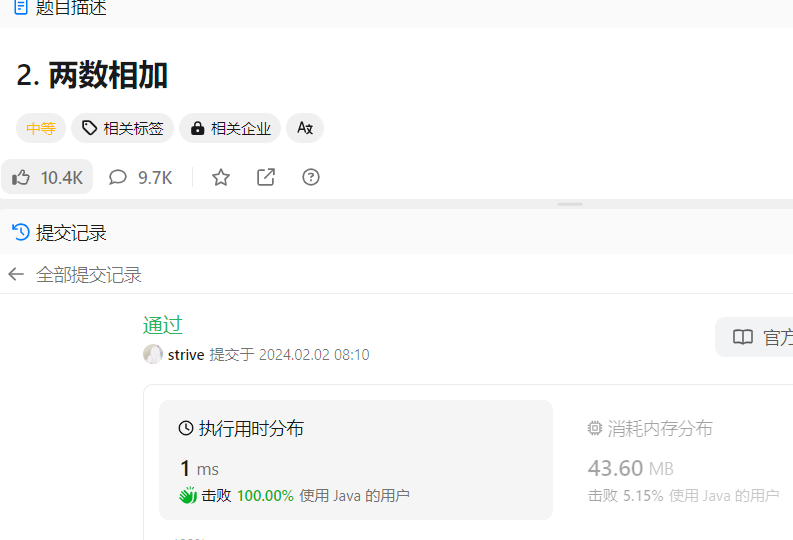 题目描述
2. 两数相加
中等 相关标签 相关企业
10.4K 9.7K
提交记录
全部提交记录
通过
官方
strive 提交于 2024.02.02 08:10
执行用时分布 消耗内存分布
1 ms 43.60 MB
击败 100.00% 使用 Java 的用户 击败 5.15% 使用 Java 的用户